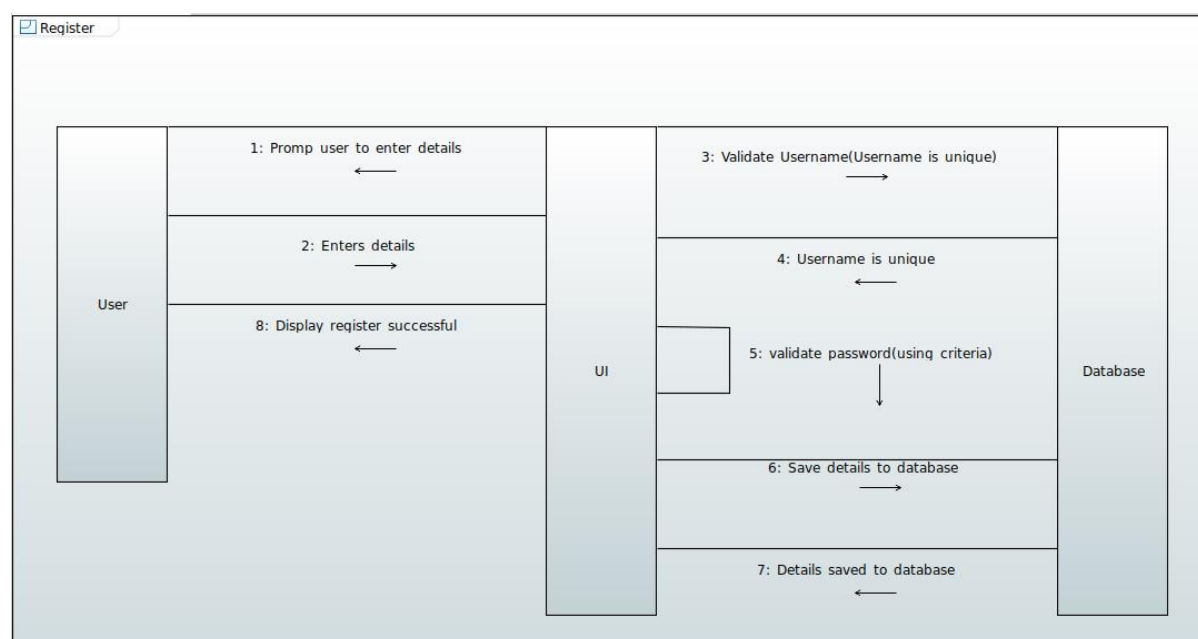 Register
1: Promp user to enter details
3: Validate Username(Username is unique)
2: Enters details
4: Username is unique
User
8: Display register successful
5: validate password(using criteria)
UI
Database
6: Save details to database
7: Details saved to database